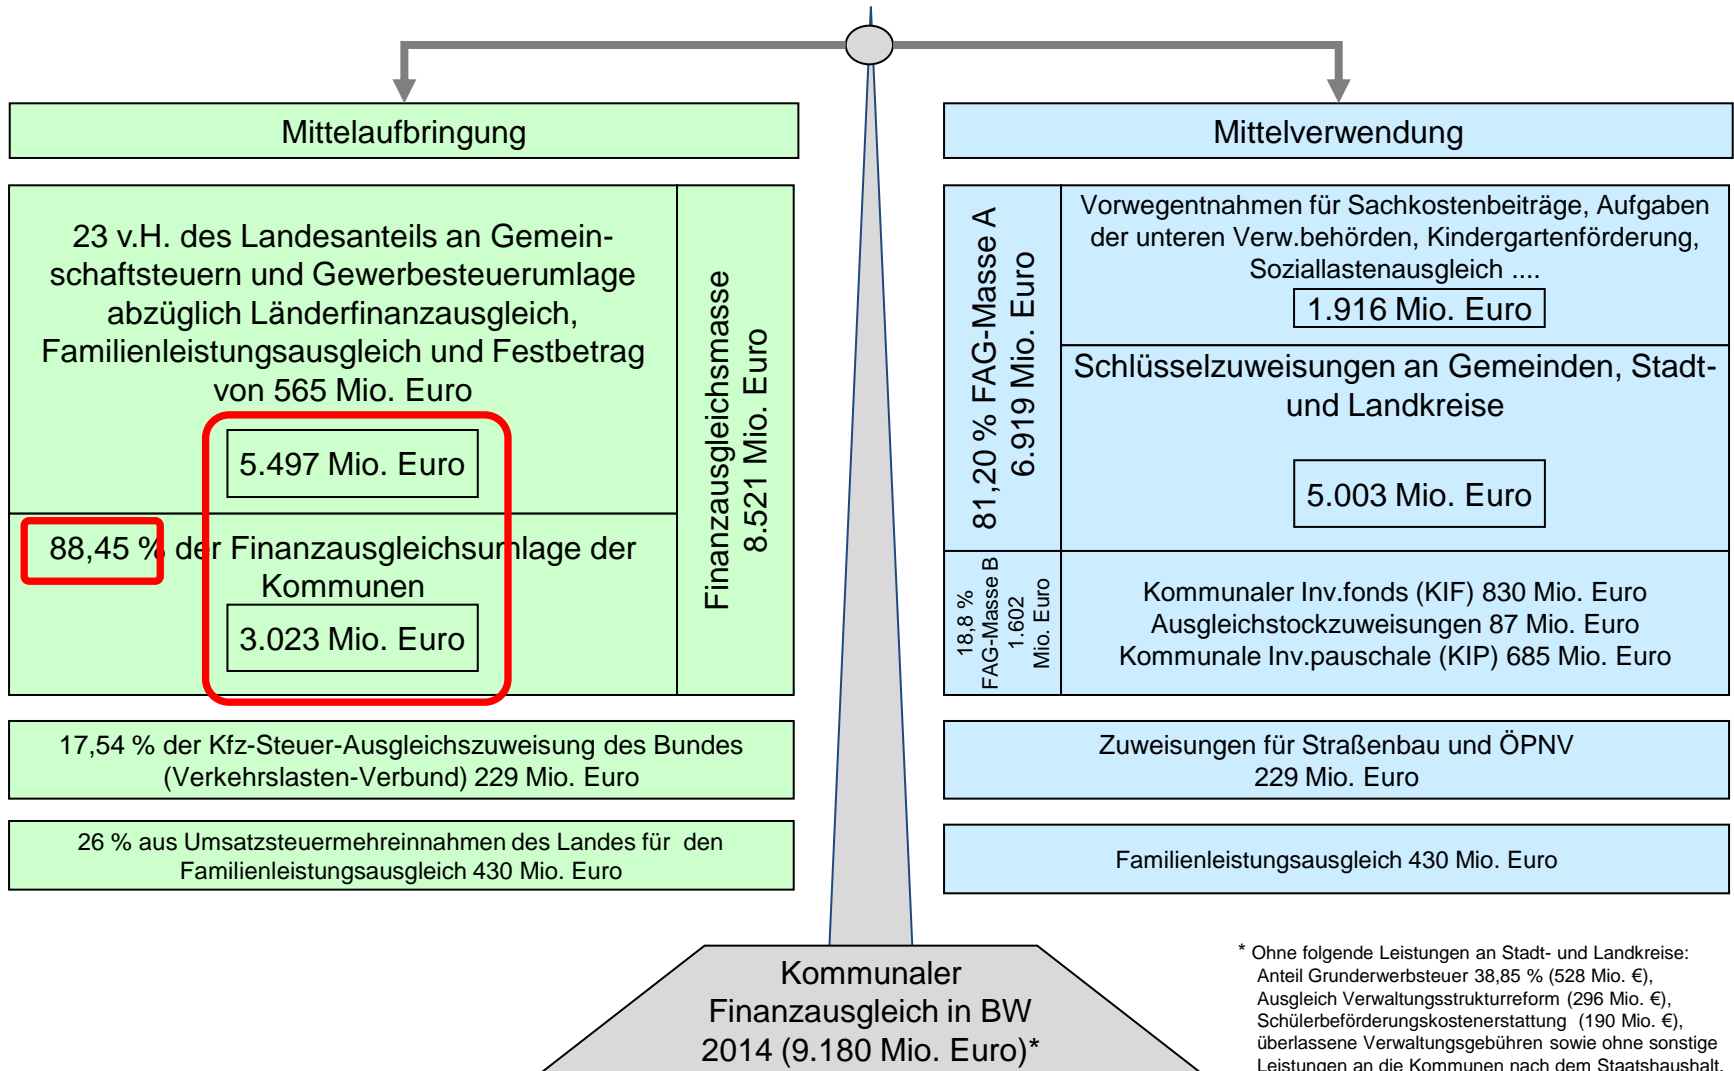 Mittelaufbringung
23 v.H. des Landesanteils an Gemein-
schaftsteuern und Gewerbesteuerumlage
abzüglich Länderfinanzausgleich,
Familienleistungsausgleich und Festbetrag
von 565 Mio. Euro
5.497 Mio. Euro
88,45 % der Finanzausgleichsumlage der
Kommunen
3.023 Mio. Euro
Finanzausgleichsmasse
8.521 Mio. Euro
17,54 % der Kfz-Steuer-Ausgleichszuweisung des Bundes
(Verkehrslasten-Verbund) 229 Mio. Euro
26 % aus Umsatzsteuermehreinnahmen des Landes für den
Familienleistungsausgleich 430 Mio. Euro
Mittelverwendung
81,20 % FAG-Masse A
6.919 Mio. Euro
Vorwegentnahmen für Sachkostenbeiträge, Aufgaben
der unteren Verw.behörden, Kindergartenförderung,
Soziallastenausgleich ....
1.916 Mio. Euro
Schlüsselzuweisungen an Gemeinden, Stadt-
und Landkreise
5.003 Mio. Euro
18,8 %
FAG-Masse B
1.602
Mio. Euro
Kommunaler Inv.fonds (KIF) 830 Mio. Euro
Ausgleichstockzuweisungen 87 Mio. Euro
Kommunale Inv.pauschale (KIP) 685 Mio. Euro
Zuweisungen für Straßenbau und ÖPNV
229 Mio. Euro
Familienleistungsausgleich 430 Mio. Euro
Kommunaler
Finanzausgleich in BW
2014 (9.180 Mio. Euro)*
* Ohne folgende Leistungen an Stadt- und Landkreise:
Anteil Grunderwerbsteuer 38,85 % (528 Mio. €),
Ausgleich Verwaltungsstrukturreform (296 Mio. €),
Schülerbeförderungskostenerstattung (190 Mio. €),
überlassene Verwaltungsgebühren sowie ohne sonstige
Leistungen an die Kommunen nach dem Staatshaushalt.